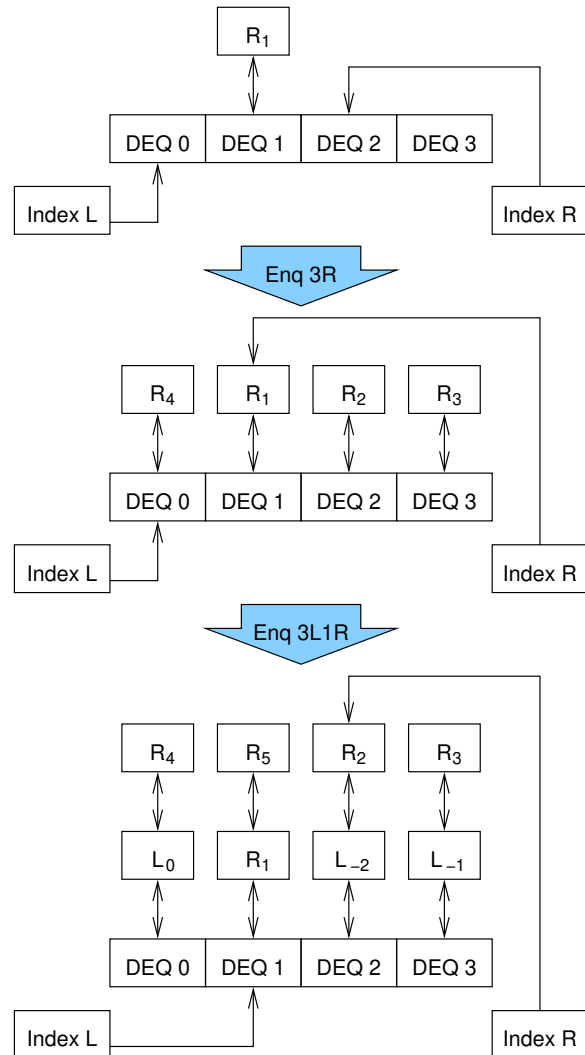 R₁
DEQ 0 DEQ 1 DEQ 2 DEQ 3
Index L Index R
Enq 3R
R₄ R₁ R₂ R₃
DEQ 0 DEQ 1 DEQ 2 DEQ 3
Index L Index R
Enq 3L1R
R₄ R₅ R₂ R₃
L₀ R₁ L₋₂ L₋₁
DEQ 0 DEQ 1 DEQ 2 DEQ 3
Index L Index R